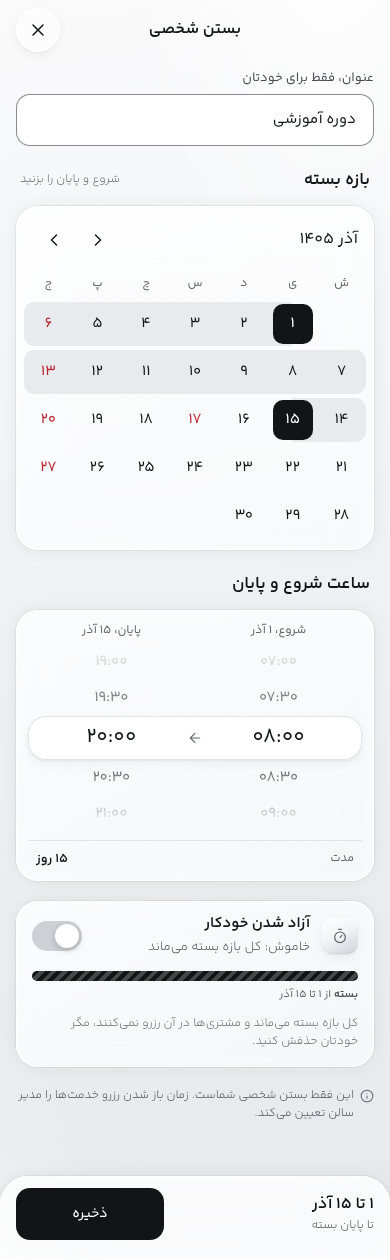 بستن شخصی
عنوان، فقط برای خودتان
دوره آموزشی
بازه بسته
شروع و پایان را بزنید
آذر ۱۴۰۵
ش ی د س چ پ ج
۱ ۲ ۳ ۴ ۵ ۶
۷ ۸ ۹ ۱۰ ۱۱ ۱۲ ۱۳
۱۴ ۱۵ ۱۶ ۱۷ ۱۸ ۱۹ ۲۰
۲۱ ۲۲ ۲۳ ۲۴ ۲۵ ۲۶ ۲۷
۲۸ ۲۹ ۳۰
ساعت شروع و پایان
شروع، ۱ آذر پایان، ۱۵ آذر
۰۷:۰۰ ۱۹:۰۰
۰۷:۳۰ ۱۹:۳۰
۰۸:۰۰ ← ۲۰:۰۰
۰۸:۳۰ ۲۰:۳۰
۰۹:۰۰ ۲۱:۰۰
مدت ۱۵ روز
آزاد شدن خودکار
خاموش: کل بازه بسته می‌ماند
بسته از ۱ تا ۱۵ آذر
کل بازه بسته می‌ماند و مشتری‌ها در آن رزرو نمی‌کنند، مگر
خودتان حذفش کنید.
این فقط بستن شخصی شماست. زمان باز شدن رزرو خدمت‌ها را مدیر
سالن تعیین می‌کند.
۱ تا ۱۵ آذر
تا پایان بسته
ذخیره